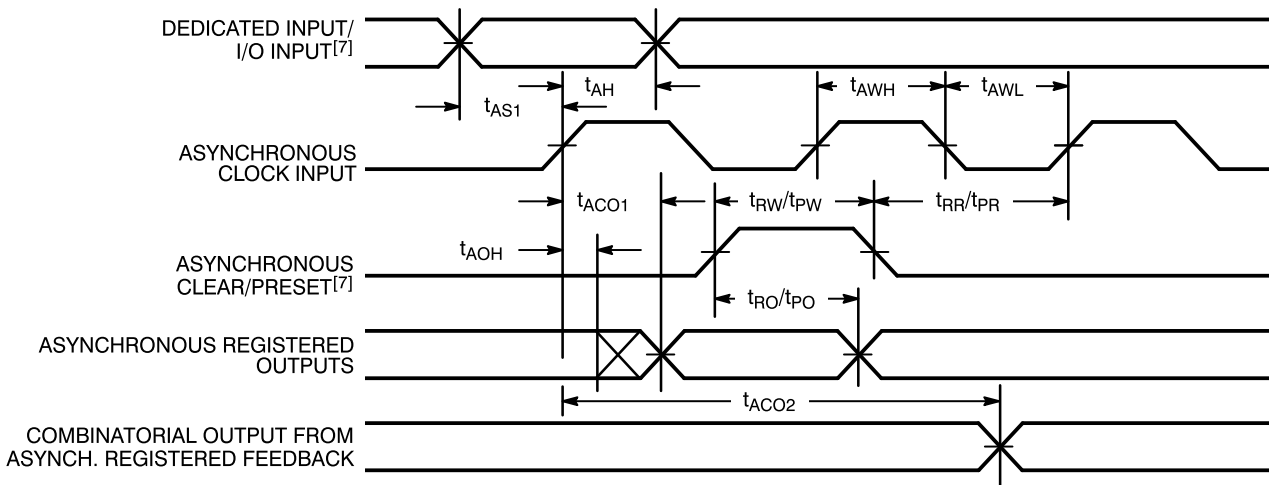 DEDICATED INPUT/
I/O INPUT[7]
tAH
tAWH
tAWL
tAS1
ASYNCHRONOUS
CLOCK INPUT
tACO1
tRW/tPW
tRR/tPR
tAOH
ASYNCHRONOUS
CLEAR/PRESET[7]
tRO/tPO
ASYNCHRONOUS REGISTERED
OUTPUTS
tACO2
COMBINATORIAL OUTPUT FROM
ASYNCH. REGISTERED FEEDBACK